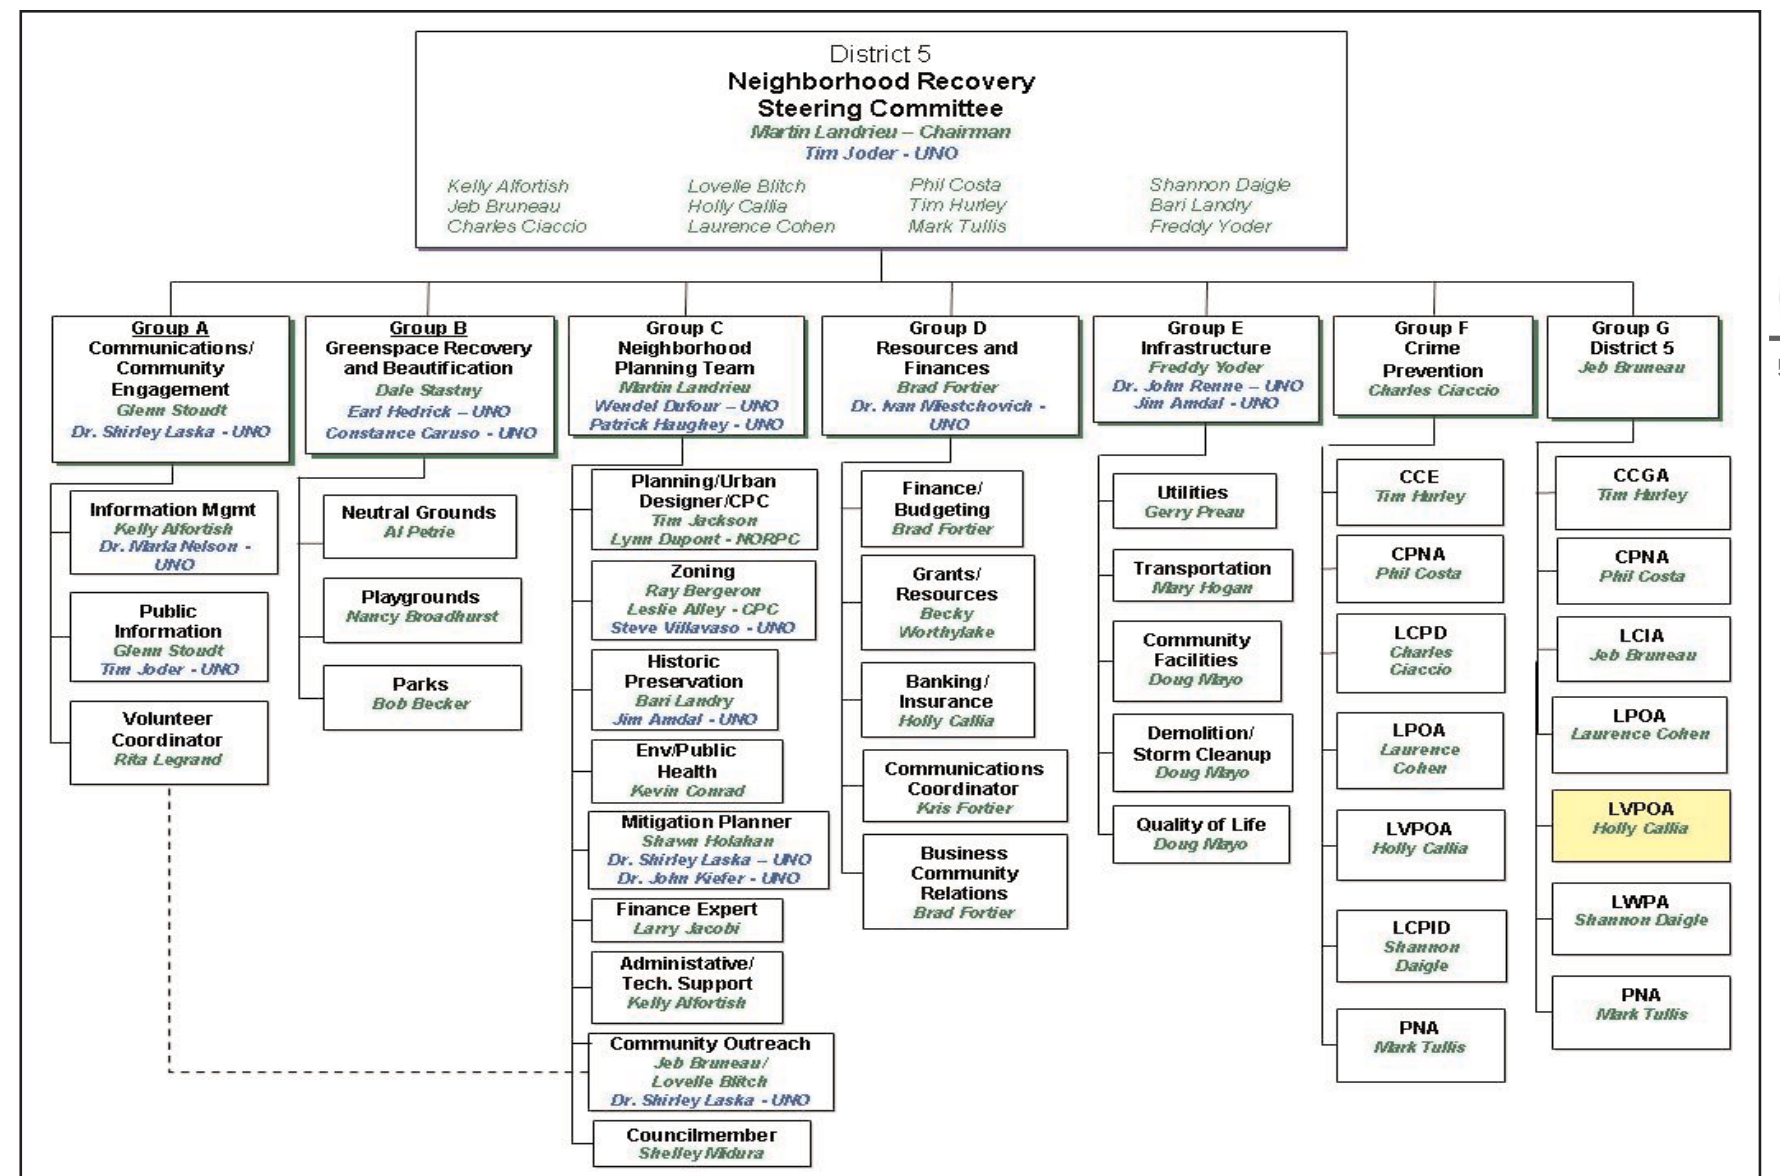 District 5
Neighborhood Recovery
Steering Committee
Martin Landrieu – Chairman
Tim Joder - UNO
Kelly Alfortish
Jeb Bruneau
Charles Ciaccio
Lovelle Blitch
Holly Callia
Laurence Cohen
Phil Costa
Tim Hurley
Mark Tullis
Shannon Daigle
Bari Landry
Freddy Yoder
Group A
Communications/
Community
Engagement
Glenn Stoudt
Dr. Shirley Laska - UNO
Information Mgmt
Kelly Alfortish
Dr. Marla Nelson -
UNO
Public
Information
Glenn Stoudt
Tim Joder - UNO
Volunteer
Coordinator
Rita Legrand
Group B
Greenspace Recovery
and Beautification
Dale Stastny
Earl Hedrick – UNO
Constance Caruso - UNO
Neutral Grounds
Al Petrie
Playgrounds
Nancy Broadhurst
Parks
Bob Becker
Group C
Neighborhood
Planning Team
Martin Landrieu
Wendel Dufour – UNO
Patrick Haughey - UNO
Planning/Urban
Designer/CPC
Tim Jackson
Lynn Dupont - NORPC
Zoning
Ray Bergeron
Leslie Alley - CPC
Steve Villavaso - UNO
Historic
Preservation
Bari Landry
Jim Amdal - UNO
Env/Public
Health
Kevin Conrad
Mitigation Planner
Shawn Holahan
Dr. Shirley Laska – UNO
Dr. John Kiefer - UNO
Finance Expert
Larry Jacobi
Administative/
Tech. Support
Kelly Alfortish
Community Outreach
Jeb Bruneau/
Lovelle Blitch
Dr. Shirley Laska - UNO
Councilmember
Shelley Midura
Group D
Resources and
Finances
Brad Fortier
Dr. Ivan Miestchovich -
UNO
Finance/
Budgeting
Brad Fortier
Grants/
Resources
Becky
Worthylake
Banking/
Insurance
Holly Callia
Communications
Coordinator
Kris Fortier
Business
Community
Relations
Brad Fortier
Group E
Infrastructure
Freddy Yoder
Dr. John Renne – UNO
Jim Amdal - UNO
Utilities
Gerry Preau
Transportation
Mary Hogan
Community
Facilities
Doug Mayo
Demolition/
Storm Cleanup
Doug Mayo
Quality of Life
Doug Mayo
Group F
Crime
Prevention
Charles Ciaccio
CCE
Tim Hurley
CPNA
Phil Costa
LCPD
Charles
Ciaccio
LPOA
Laurence
Cohen
LVPOA
Holly Callia
LCPID
Shannon
Daigle
PNA
Mark Tullis
Group G
District 5
Jeb Bruneau
CCGA
Tim Hurley
CPNA
Phil Costa
LCIA
Jeb Bruneau
LPOA
Laurence Cohen
LVPOA
Holly Callia
LWPA
Shannon Daigle
PNA
Mark Tullis